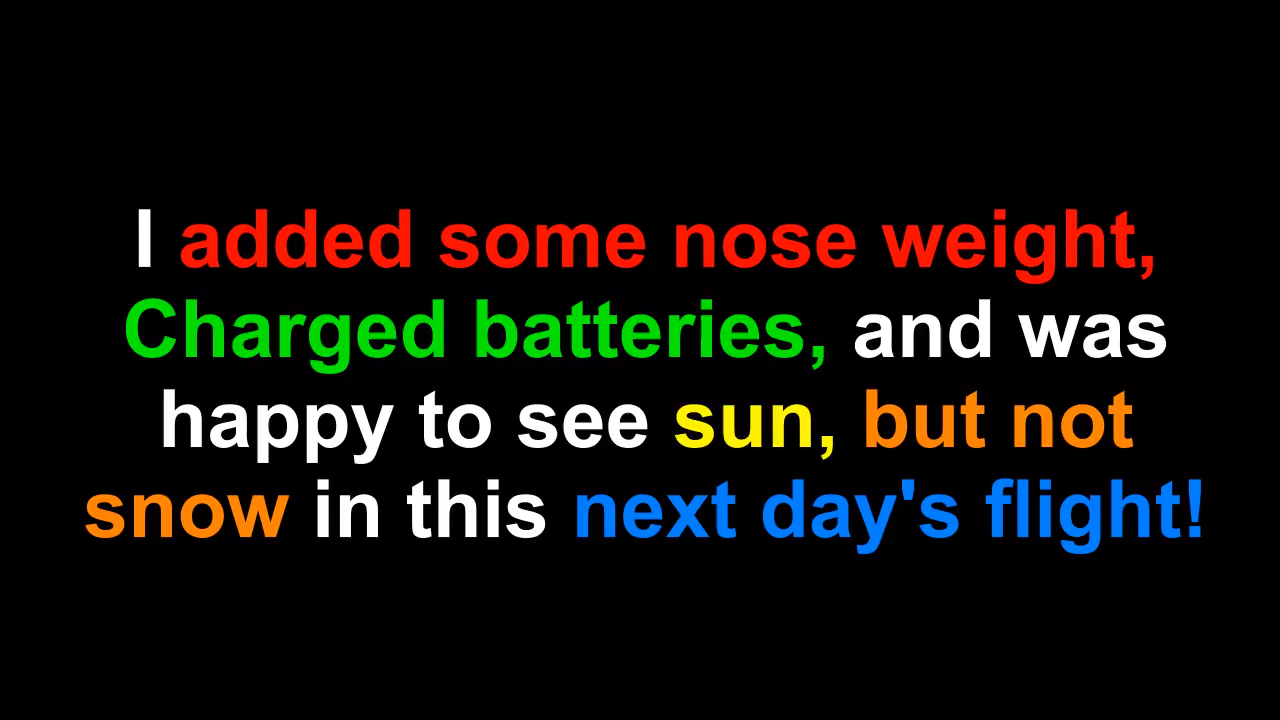 I added some nose weight,
Charged batteries, and was
happy to see sun, but not
snow in this next day's flight!